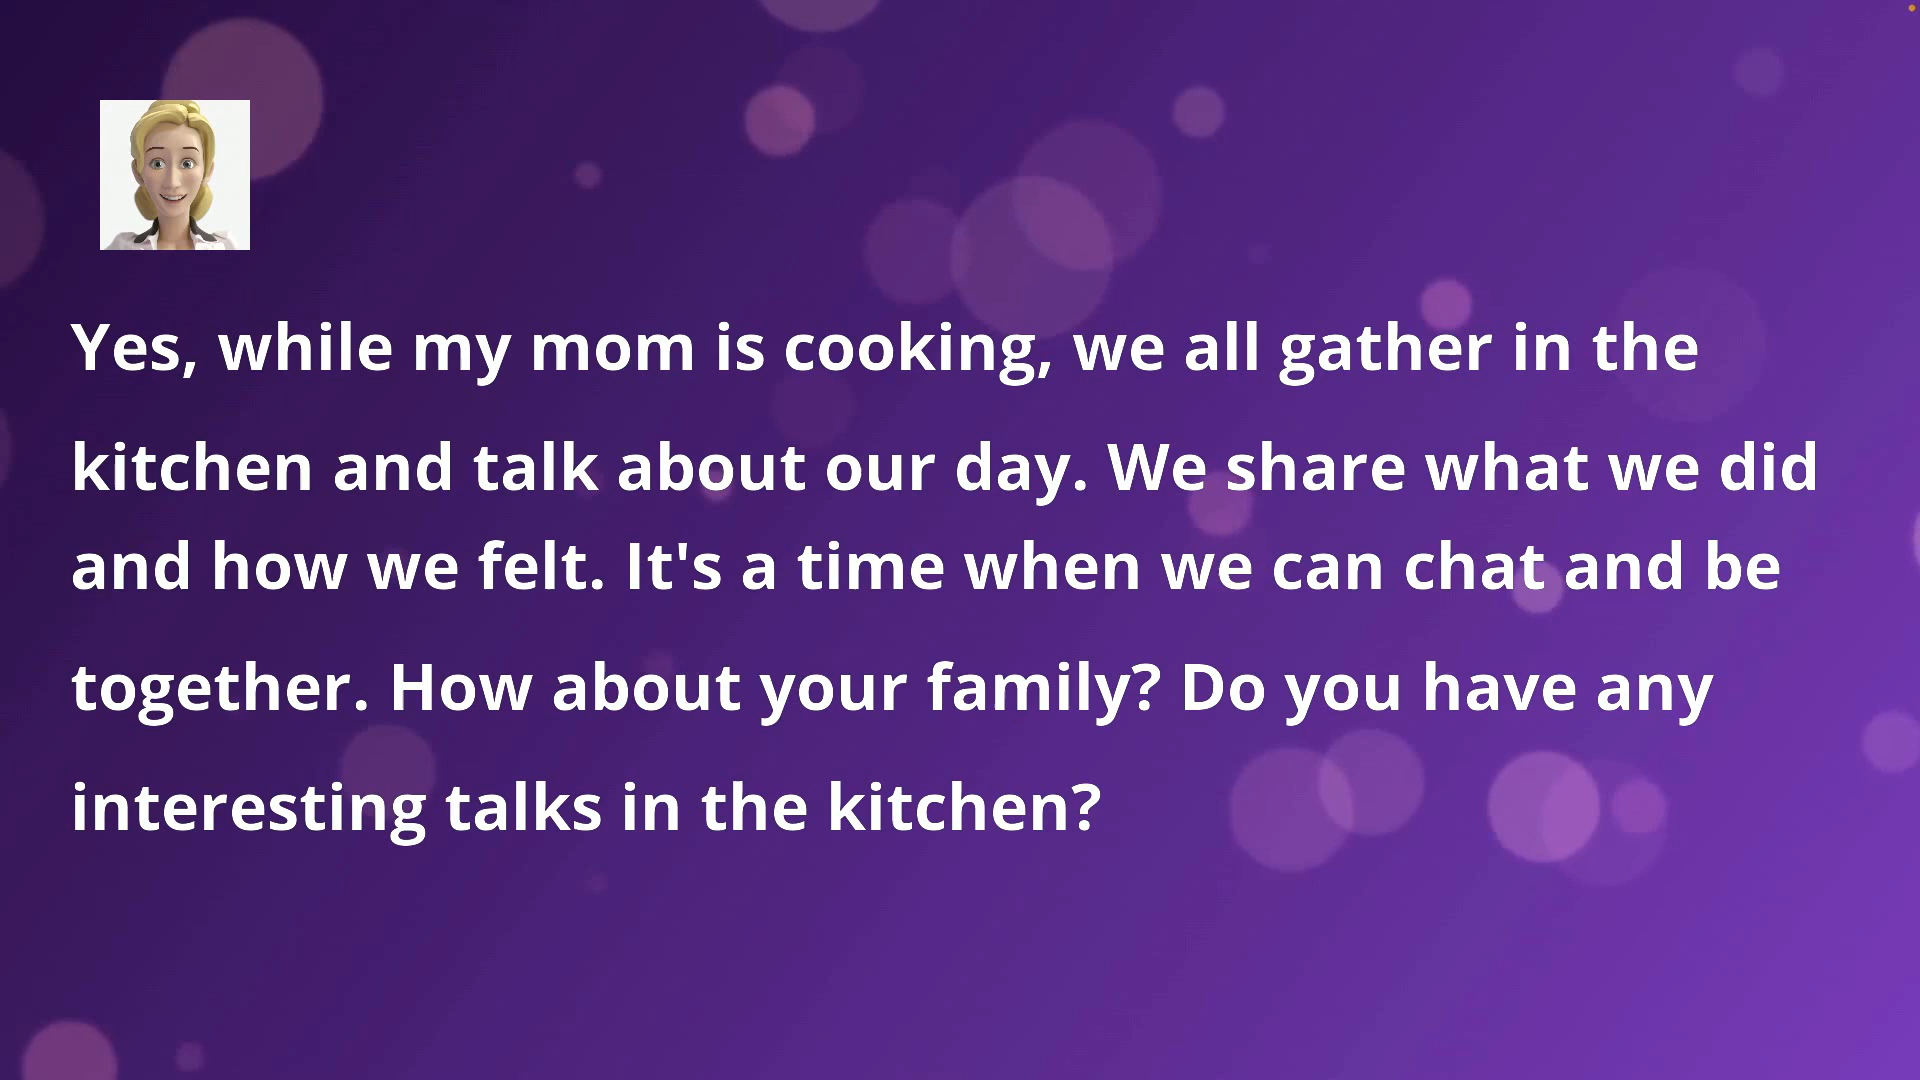 Yes, while my mom is cooking, we all gather in the
kitchen and talk about our day. We share what we did
and how we felt. It's a time when we can chat and be
together. How about your family? Do you have any
interesting talks in the kitchen?